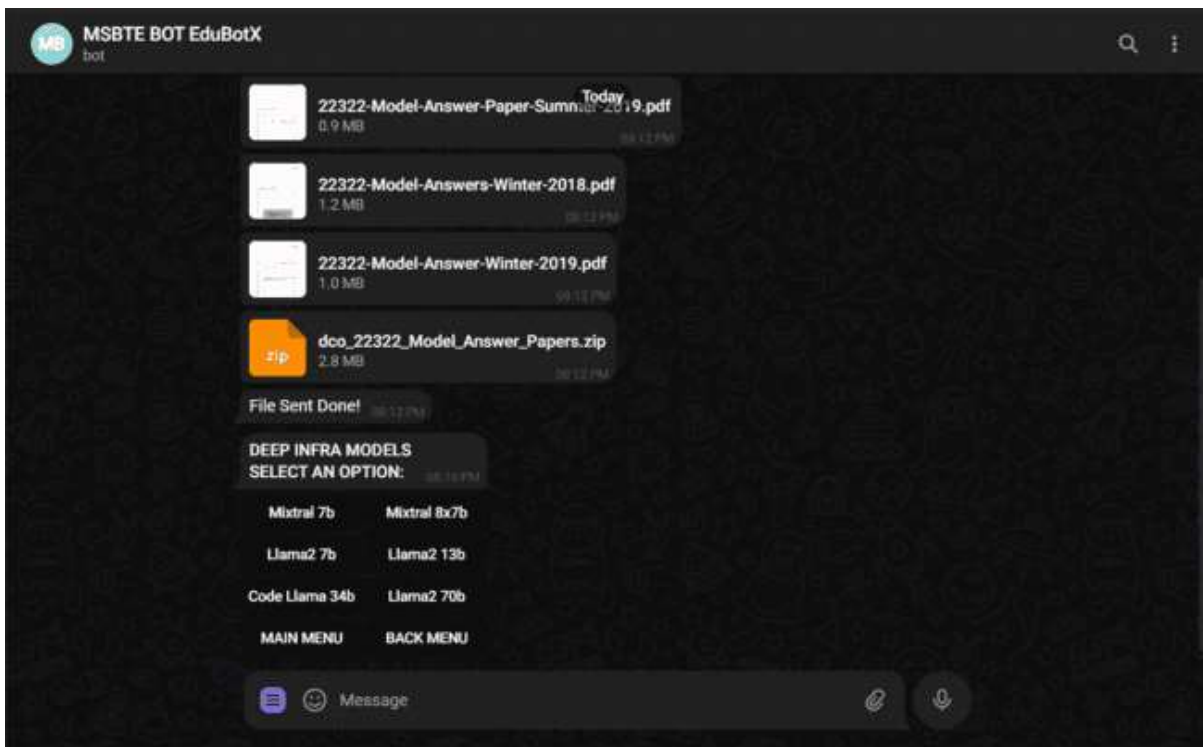 MB
MSBTE BOT EduBotX
bot
Today
22322-Model-Answer-Paper-Summer-2019.pdf
0.9 MB
22322-Model-Answers-Winter-2018.pdf
1.2 MB
22322-Model-Answer-Winter-2019.pdf
1.0 MB
zip
dco_22322_Model_Answer_Papers.zip
2.8 MB
File Sent Done!
DEEP INFRA MODELS
SELECT AN OPTION:
Mixtral 7b Mixtral 8x7b
Llama2 7b Llama2 13b
Code Llama 34b Llama2 70b
MAIN MENU BACK MENU
Message